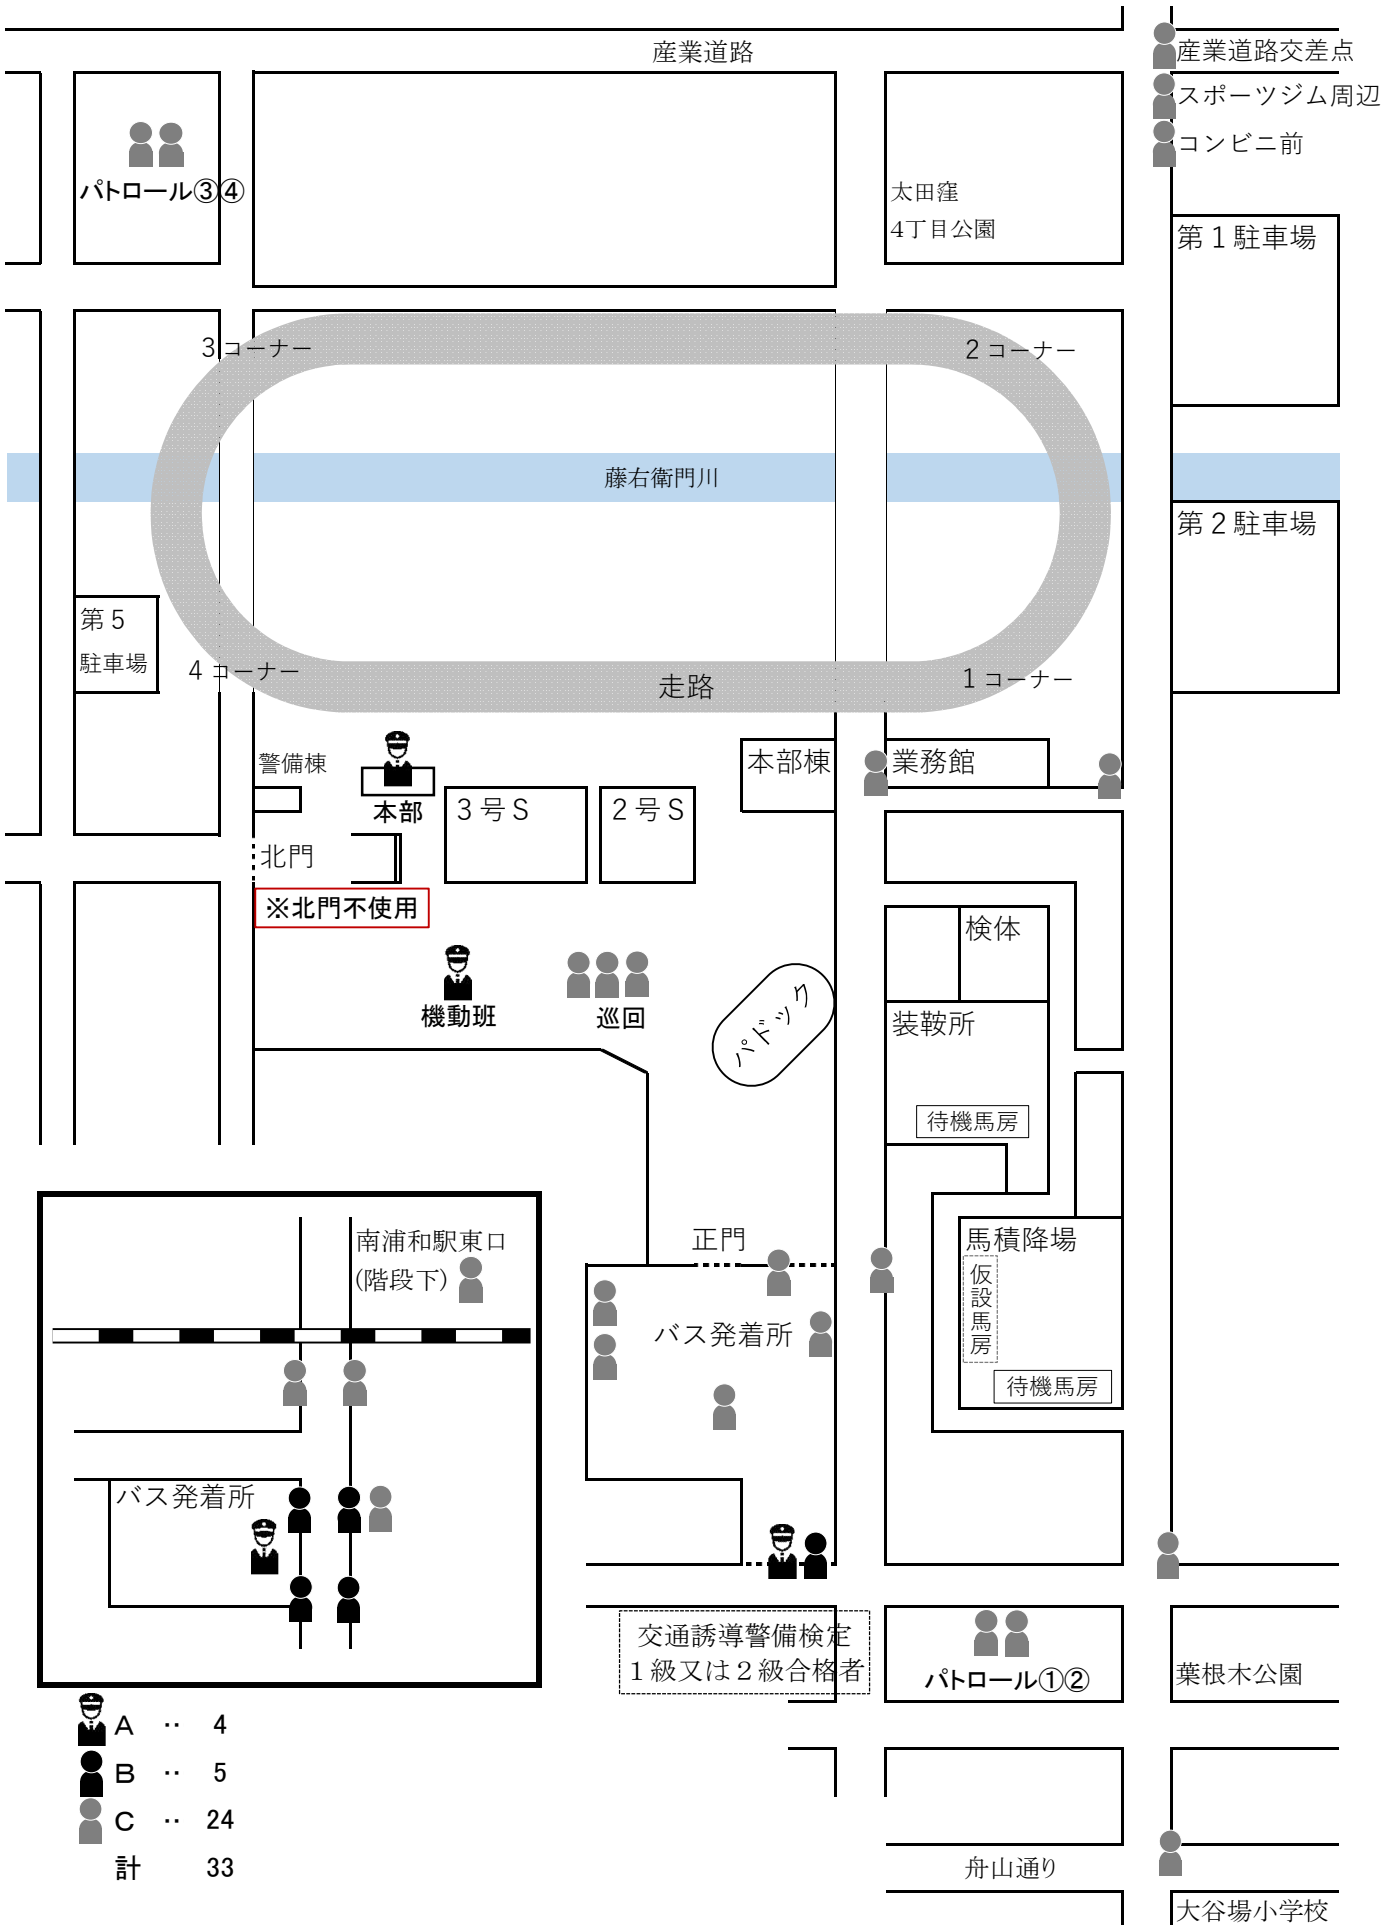 産業道路
産業道路交差点
スポーツジム周辺
コンビニ前
パトロール③④
太田窪
4丁目公園
第1駐車場
3コーナー
2コーナー
藤右衛門川
第2駐車場
第5
駐車場
4コーナー
走路
1コーナー
警備棟
本部
3号S
2号S
本部棟
業務館
北門
※北門不使用
検体
機動班
巡回
パドック
装鞍所
待機馬房
南浦和駅東口
(階段下)
正門
馬積降場
仮設馬房
バス発着所
待機馬房
バス発着所
交通誘導警備検定
1級又は2級合格者
パトロール①②
葉根木公園
A ‥ 4
B ‥ 5
C ‥ 24
計 33
舟山通り
大谷場小学校